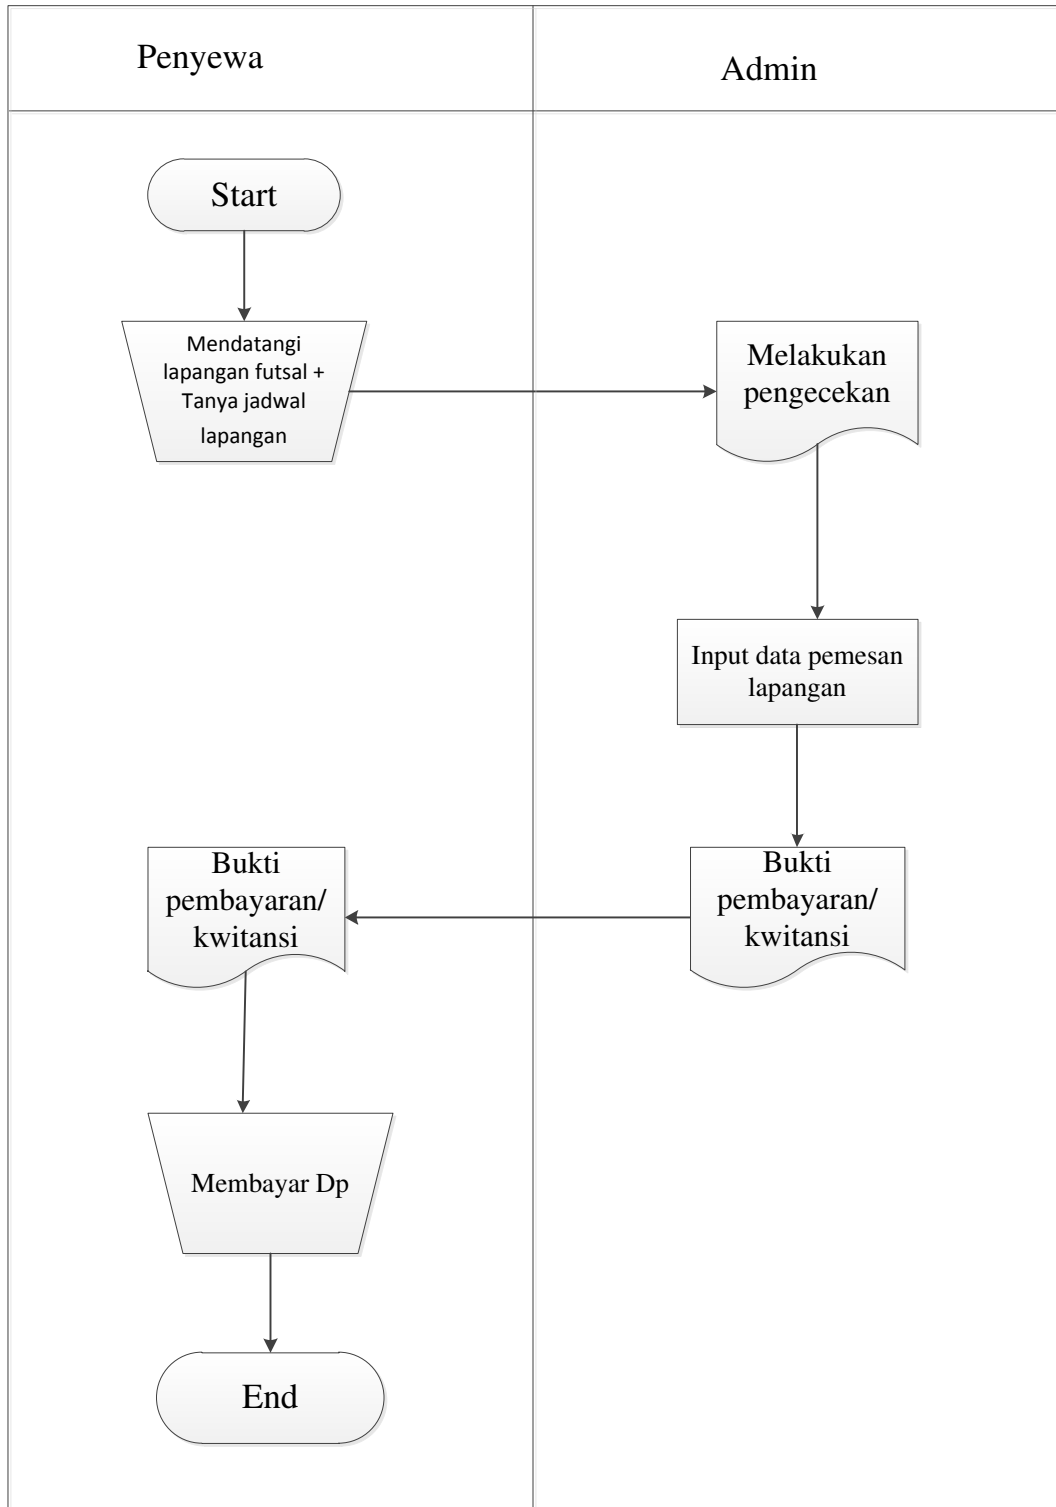 Penyewa
Admin
Start
Mendatangi
lapangan futsal +
Tanya jadwal
lapangan
Melakukan
pengecekan
Input data pemesan
lapangan
Bukti
pembayaran/
kwitansi
Bukti
pembayaran/
kwitansi
Membayar Dp
End